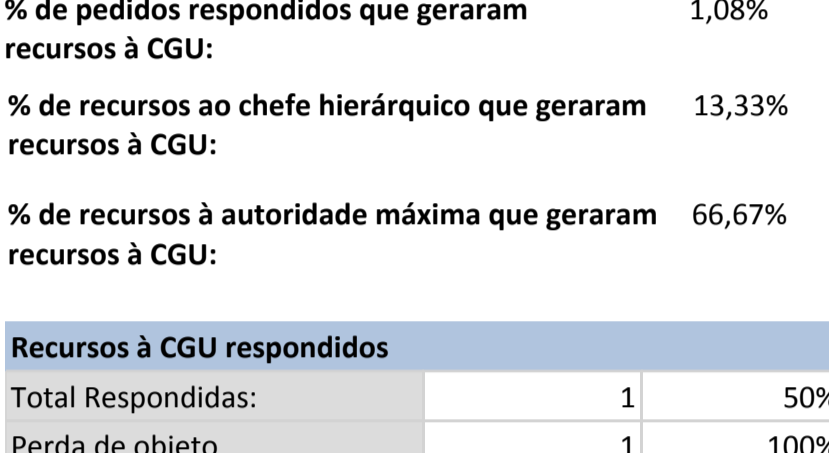 % de pedidos respondidos que geraram 1,08%
recursos à CGU:
% de recursos ao chefe hierárquico que geraram 13,33%
recursos à CGU:
% de recursos à autoridade máxima que geraram 66,67%
recursos à CGU:
Recursos à CGU respondidos
Total Respondidas: 1 50%
Perda de objeto 1 100%